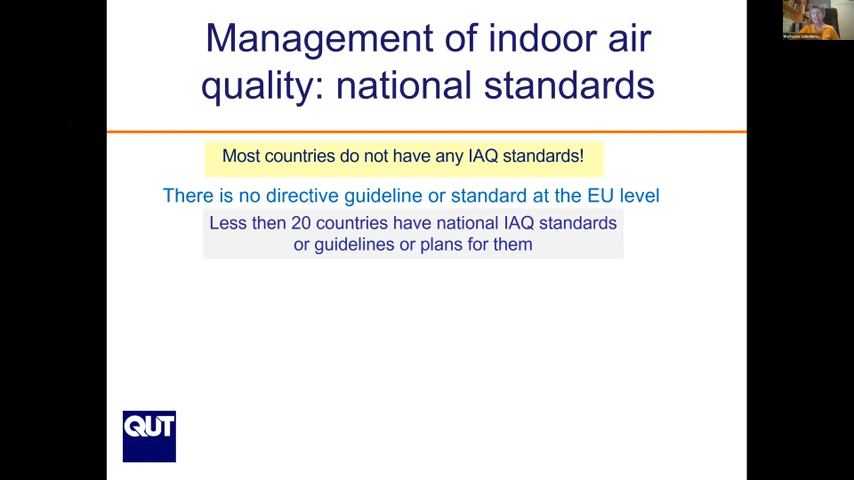 Management of indoor air
quality: national standards
Most countries do not have any IAQ standards!
There is no directive guideline or standard at the EU level
Less then 20 countries have national IAQ standards
or guidelines or plans for them
QUT